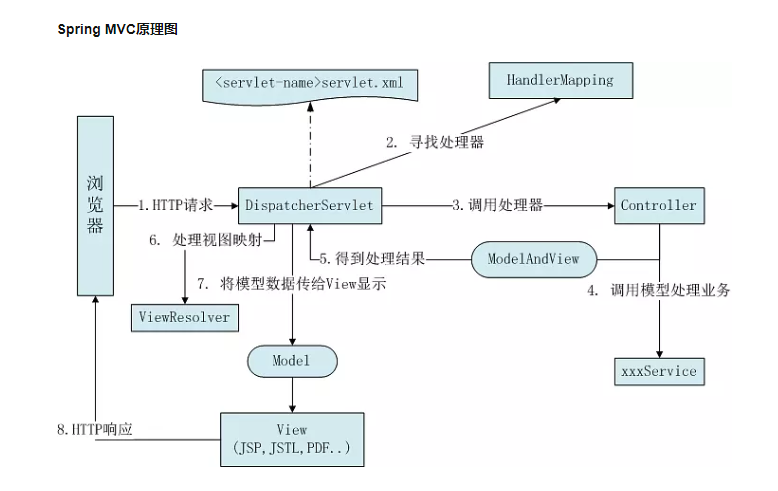 Spring MVC原理图
<servlet-name>servlet.xml
HandlerMapping
2. 寻找处理器
浏览器
1.HTTP请求
DispatcherServlet
3.调用处理器
Controller
6. 处理视图映射
5.得到处理结果
ModelAndView
7. 将模型数据传给View显示
4. 调用模型处理业务
ViewResolver
Model
xxxService
8.HTTP响应
View
(JSP,JSTL,PDF..)